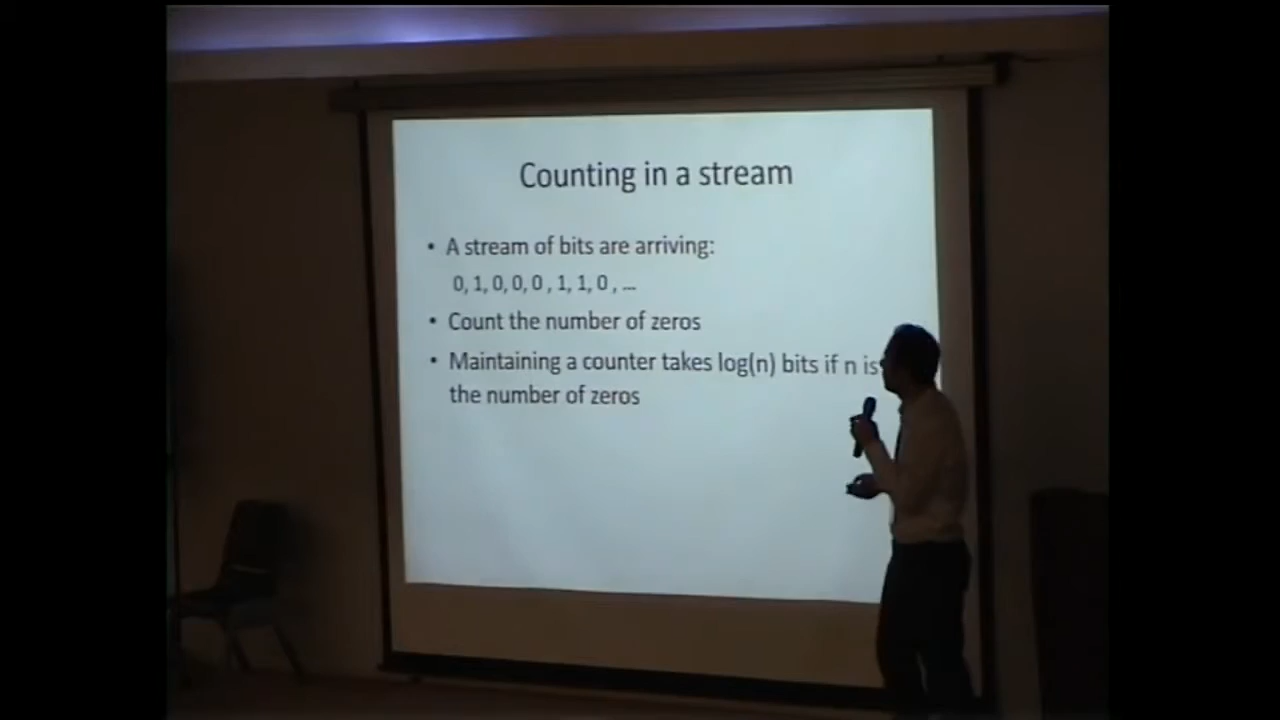 Counting in a stream
• A stream of bits are arriving:
0, 1, 0, 0, 0 , 1, 1, 0 , ...
• Count the number of zeros
• Maintaining a counter takes log(n) bits if n is
the number of zeros